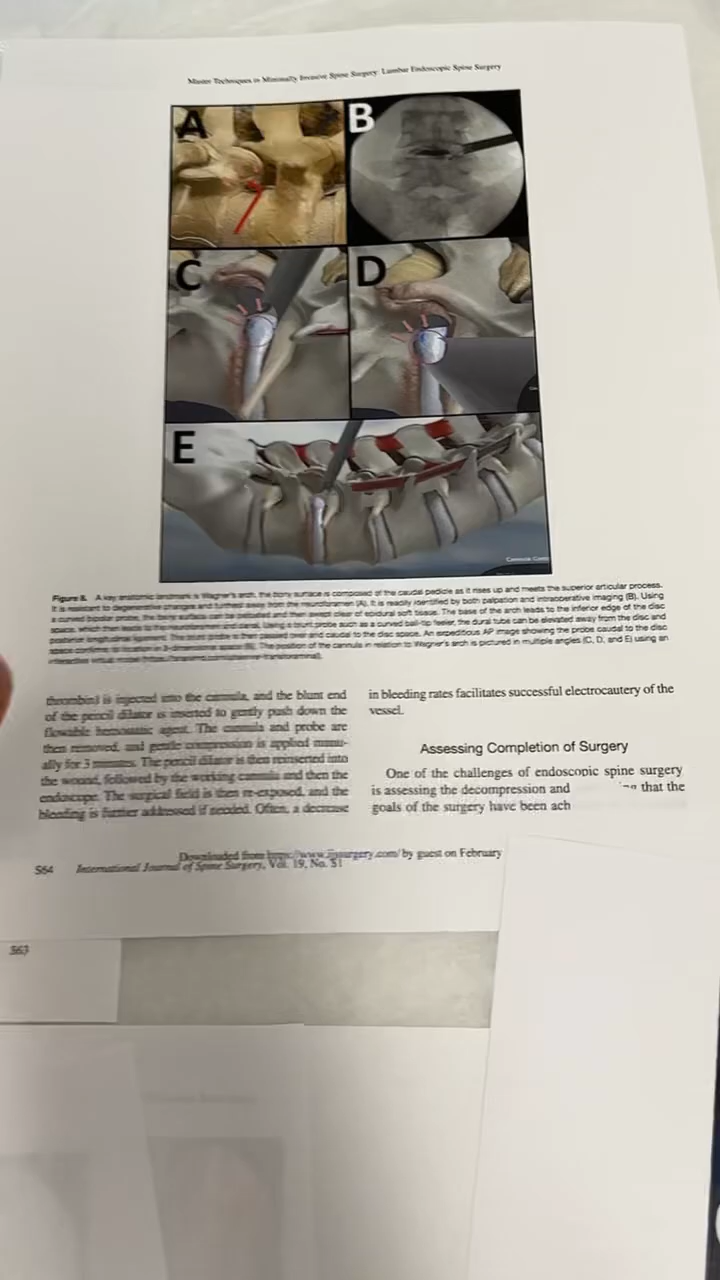 Master Techniques in Minimally Invasive Spine Surgery: Lumbar Endoscopic Spine Surgery
A
B
C
D
E
Figure 8. A key anatomic landmark is Wagner's arch, the bony surface is composed of the caudal pedicle as it rises up and meets the superior articular process.
It is resistant to degenerative changes and furthest away from the neuroforamen (A). It is readily identified by both palpation and intraoperative imaging (B). Using
a curved bipolar probe, the bony surface can be palpated and then swept clear of epidural soft tissue. The base of the arch leads to the inferior edge of the disc
space, which then leads to the and canal. Using a blunt probe such as a curved ball-tip feeler, the dural tube can be elevated away from the disc and
posterior longitudinal ligament. The probe is then passed over and caudal to the disc space. An expeditious AP image showing the probe caudal to the disc
space confirms its location in 3-dimensional space (B). The position of the cannula in relation to Wagner's arch is pictured in multiple angles (C, D, and E) using an
interactive virtual model
thrombin) is injected into the cannula, and the blunt end
of the pencil dilator is inserted to gently push down the
flowable hemostatic agent. The cannula and probe are
then removed, and gentle compression is applied manu-
ally for 3 minutes. The pencil dilator is then reinserted into
the wound, followed by the working cannula and then the
endoscope. The surgical field is then re-exposed, and the
bleeding is further addressed if needed. Often, a decrease
in bleeding rates facilitates successful electrocautery of the
vessel.
Assessing Completion of Surgery
One of the challenges of endoscopic spine surgery
is assessing the decompression and that the
goals of the surgery have been ach
Downloaded from https://www.ijssurgery.com/ by guest on February
S64 International Journal of Spine Surgery, Vol. 19, No. S1
S63